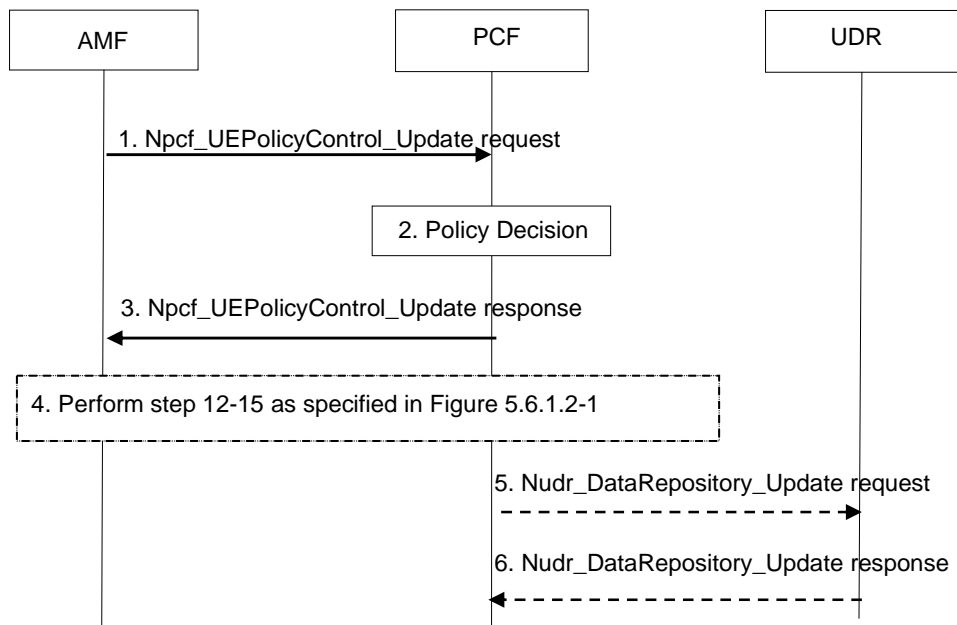 AMF
PCF
UDR
1. Npcf_UEPolicyControl_Update request
2. Policy Decision
3. Npcf_UEPolicyControl_Update response
4. Perform step 12-15 as specified in Figure 5.6.1.2-1
5. Nudr_DataRepository_Update request
6. Nudr_DataRepository_Update response